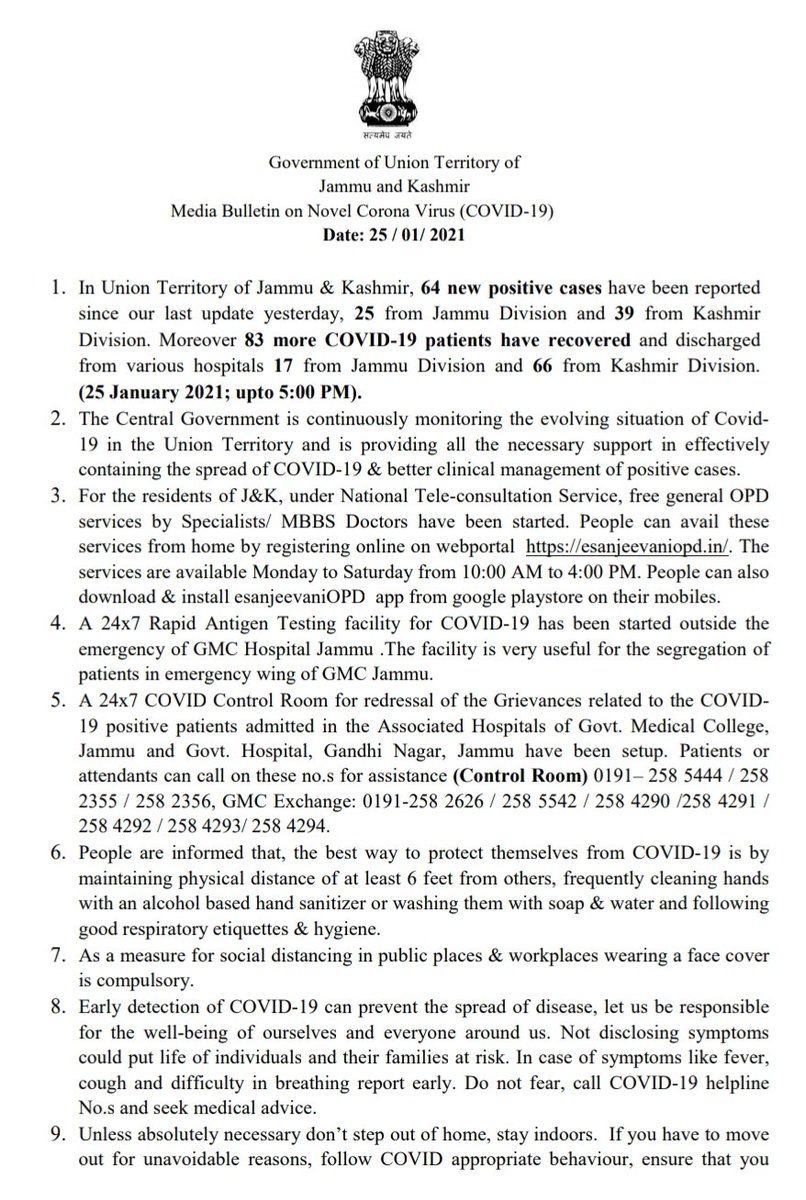 सत्यमेव जयते
Government of Union Territory of
Jammu and Kashmir
Media Bulletin on Novel Corona Virus (COVID-19)
Date: 25 / 01/ 2021
1. In Union Territory of Jammu & Kashmir, 64 new positive cases have been reported
since our last update yesterday, 25 from Jammu Division and 39 from Kashmir
Division. Moreover 83 more COVID-19 patients have recovered and discharged
from various hospitals 17 from Jammu Division and 66 from Kashmir Division.
(25 January 2021; upto 5:00 PM).
2. The Central Government is continuously monitoring the evolving situation of Covid-
19 in the Union Territory and is providing all the necessary support in effectively
containing the spread of COVID-19 & better clinical management of positive cases.
3. For the residents of J&K, under National Tele-consultation Service, free general OPD
services by Specialists/ MBBS Doctors have been started. People can avail these
services from home by registering online on webportal https://esanjeevaniopd.in/. The
services are available Monday to Saturday from 10:00 AM to 4:00 PM. People can also
download & install esanjeevaniOPD app from google playstore on their mobiles.
4. A 24x7 Rapid Antigen Testing facility for COVID-19 has been started outside the
emergency of GMC Hospital Jammu .The facility is very useful for the segregation of
patients in emergency wing of GMC Jammu.
5. A 24x7 COVID Control Room for redressal of the Grievances related to the COVID-
19 positive patients admitted in the Associated Hospitals of Govt. Medical College,
Jammu and Govt. Hospital, Gandhi Nagar, Jammu have been setup. Patients or
attendants can call on these no.s for assistance (Control Room) 0191– 258 5444 / 258
2355 / 258 2356, GMC Exchange: 0191-258 2626 / 258 5542 / 258 4290 /258 4291 /
258 4292 / 258 4293/ 258 4294.
6. People are informed that, the best way to protect themselves from COVID-19 is by
maintaining physical distance of at least 6 feet from others, frequently cleaning hands
with an alcohol based hand sanitizer or washing them with soap & water and following
good respiratory etiquettes & hygiene.
7. As a measure for social distancing in public places & workplaces wearing a face cover
is compulsory.
8. Early detection of COVID-19 can prevent the spread of disease, let us be responsible
for the well-being of ourselves and everyone around us. Not disclosing symptoms
could put life of individuals and their families at risk. In case of symptoms like fever,
cough and difficulty in breathing report early. Do not fear, call COVID-19 helpline
No.s and seek medical advice.
9. Unless absolutely necessary don’t step out of home, stay indoors. If you have to move
out for unavoidable reasons, follow COVID appropriate behaviour, ensure that you